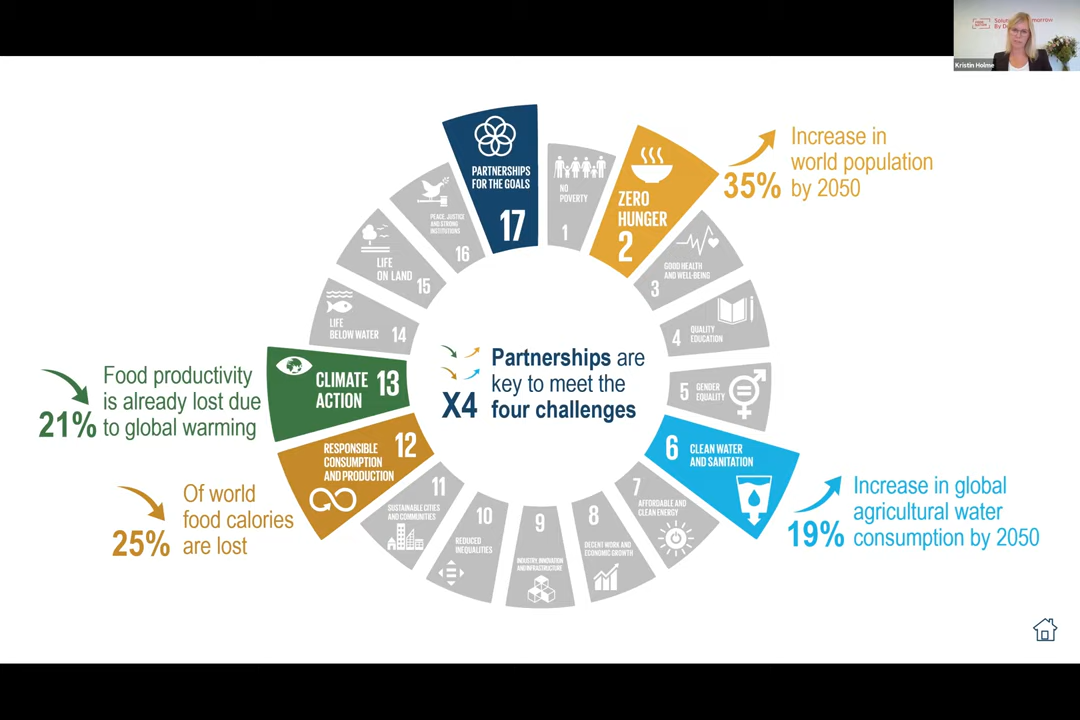 Kristin Holme
PARTNERSHIPS
FOR THE GOALS
17
NO
POVERTY
1
ZERO
HUNGER
2
35%
Increase in
world population
by 2050
GOOD HEALTH
AND WELL-BEING
3
4
QUALITY
EDUCATION
5
GENDER
EQUALITY
6
CLEAN WATER
AND SANITATION
19%
Increase in global
agricultural water
consumption by 2050
7
AFFORDABLE AND
CLEAN ENERGY
8
DECENT WORK AND
ECONOMIC GROWTH
9
INDUSTRY, INNOVATION
AND INFRASTRUCTURE
10
REDUCED
INEQUALITIES
11
SUSTAINABLE CITIES
AND COMMUNITIES
12
RESPONSIBLE
CONSUMPTION
AND PRODUCTION
25%
Of world
food calories
are lost
13
CLIMATE
ACTION
21%
Food productivity
is already lost due
to global warming
14
LIFE
BELOW WATER
15
LIFE
ON LAND
16
PEACE, JUSTICE
AND STRONG
INSTITUTIONS
X4
Partnerships are
key to meet the
four challenges